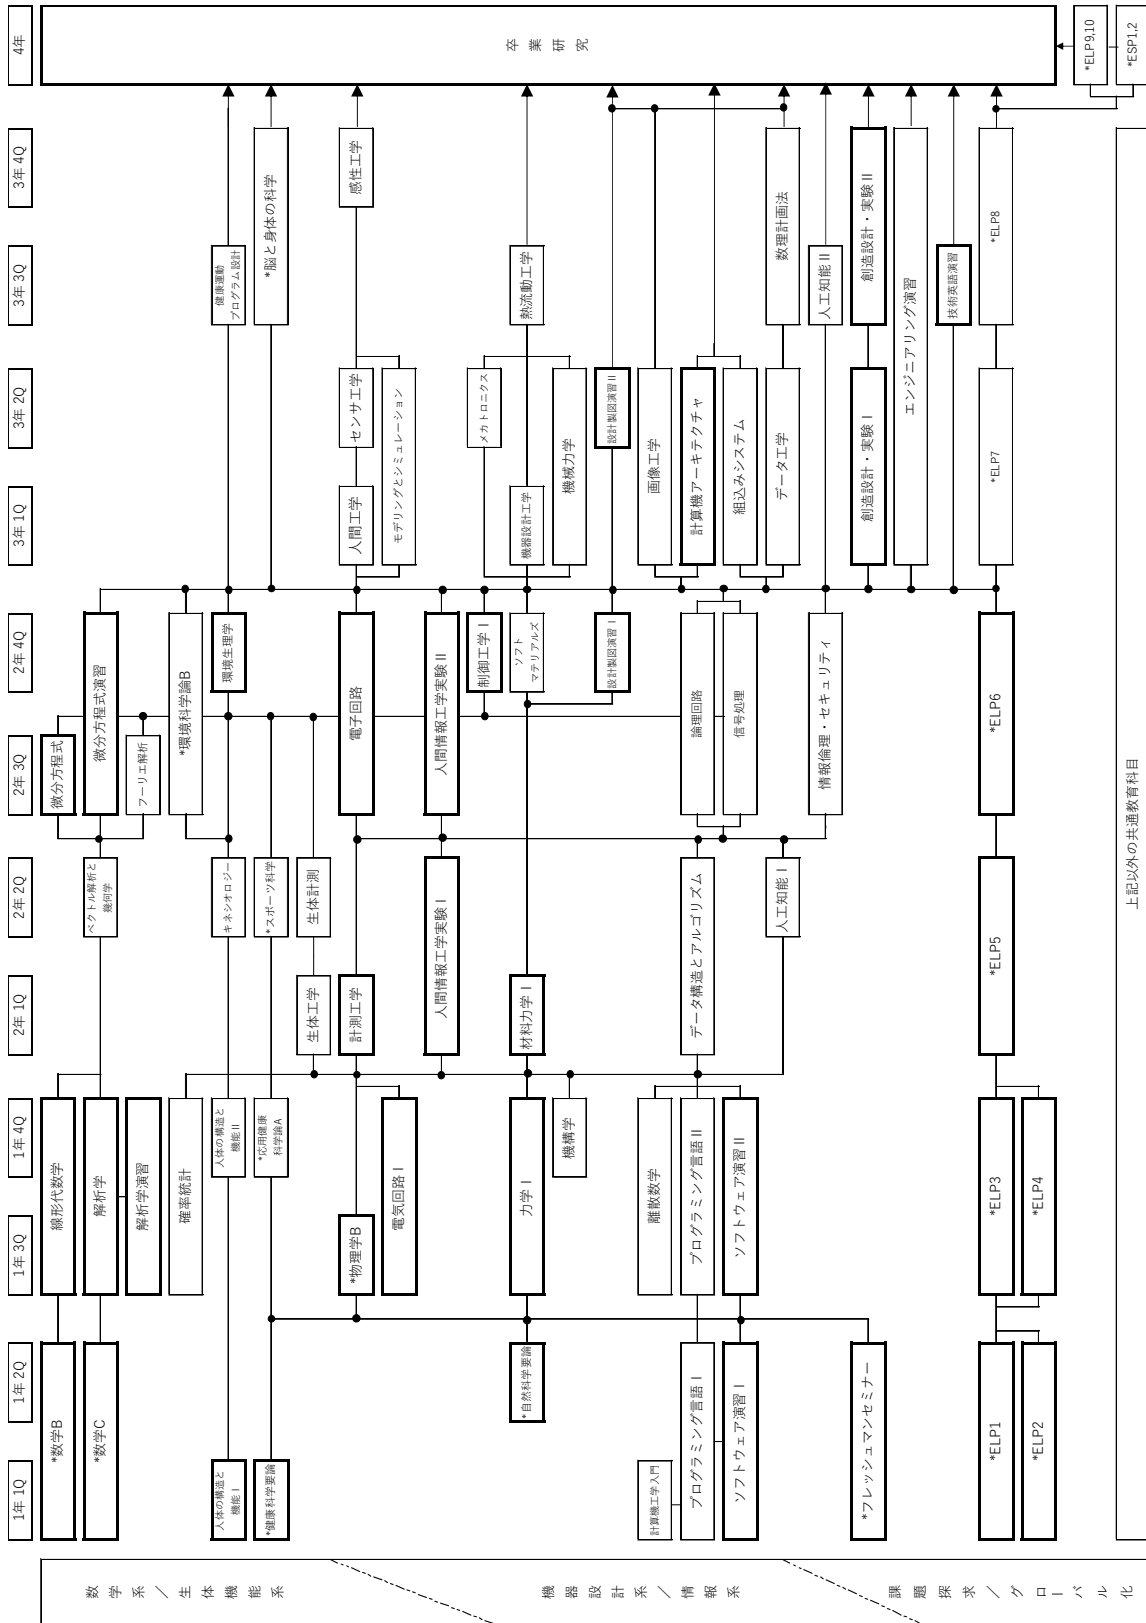 1年 1Q
1年 2Q
1年 3Q
1年 4Q
2年 1Q
2年 2Q
2年 3Q
2年 4Q
3年 1Q
3年 2Q
3年 3Q
3年 4Q
4年
数学系／生体機能系
*数学B
線形代数学
微分方程式
*数学C
解析学
ベクトル解析と
幾何学
微分方程式演習
解析学演習
フーリエ解析
確率統計
*環境科学論B
人体の構造と
機能 I
人体の構造と
機能 II
キネシオロジー
環境生理学
健康運動
プログラム設計
*健康科学要論
*応用健康
科学論A
*スポーツ科学
*脳と身体の科学
生体工学
生体計測
*物理学B
計測工学
電子回路
人間工学
センサ工学
感性工学
電気回路 I
モデリングとシミュレーション
機器設計系／情報系
人間情報工学実験 I
人間情報工学実験 II
制御工学 I
メカトロニクス
*自然科学要論
力学 I
材料力学 I
ソフト
マテリアルズ
機器設計工学
熱流動工学
機構学
機械力学
設計製図演習 I
設計製図演習 II
計算機工学入門
離散数学
画像工学
プログラミング言語 I
プログラミング言語 II
データ構造とアルゴリズム
論理回路
計算機アーキテクチャ
ソフトウェア演習 I
ソフトウェア演習 II
信号処理
組込みシステム
人工知能 I
データ工学
数理計画法
情報倫理・セキュリティ
人工知能 II
課題探求／グローバル化
*フレッシュマンセミナー
創造設計・実験 I
創造設計・実験 II
エンジニアリング演習
技術英語演習
*ELP1
*ELP3
*ELP5
*ELP6
*ELP7
*ELP8
*ELP2
*ELP4
*ELP9,10
*ESP1,2
卒業研究
上記以外の共通教育科目